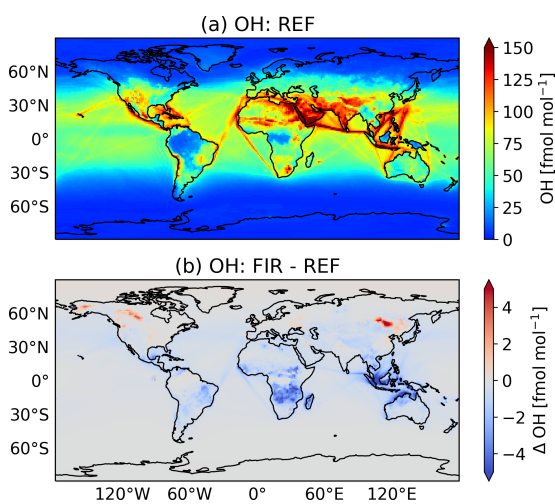 (a) OH: REF
60°N
30°N
0°
30°S
60°S
150
125
100
75
50
25
0
OH [fmol mol⁻¹]
(b) OH: FIR - REF
60°N
30°N
0°
30°S
60°S
120°W 60°W 0° 60°E 120°E
4
2
0
−2
−4
Δ OH [fmol mol⁻¹]